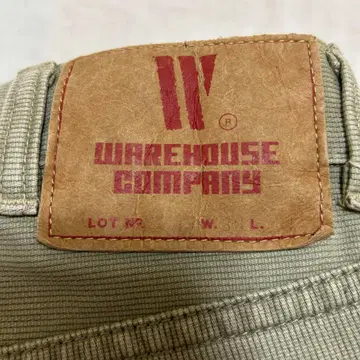 W ®
WAREHOUSE
COMPANY
LOT No. W. L.